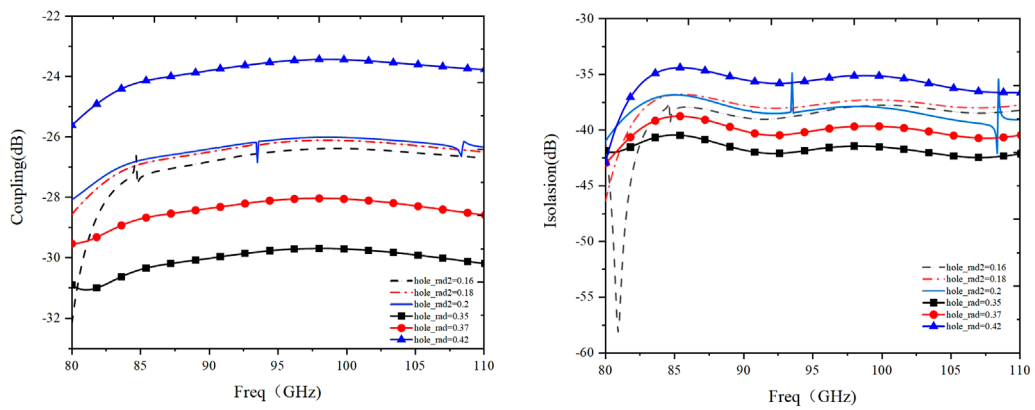 -22
-24
-26
-28
-30
-32
Coupling(dB)
80
85
90
95
100
105
110
Freq（GHz）
hole_rad2=0.16
hole_rad2=0.18
hole_rad2=0.2
hole_rad=0.35
hole_rad=0.37
hole_rad=0.42
-30
-35
-40
-45
-50
-55
-60
Isolasion(dB)
80
85
90
95
100
105
110
Freq（GHz）
hole_rad2=0.16
hole_rad2=0.18
hole_rad2=0.2
hole_rad=0.35
hole_rad=0.37
hole_rad=0.42